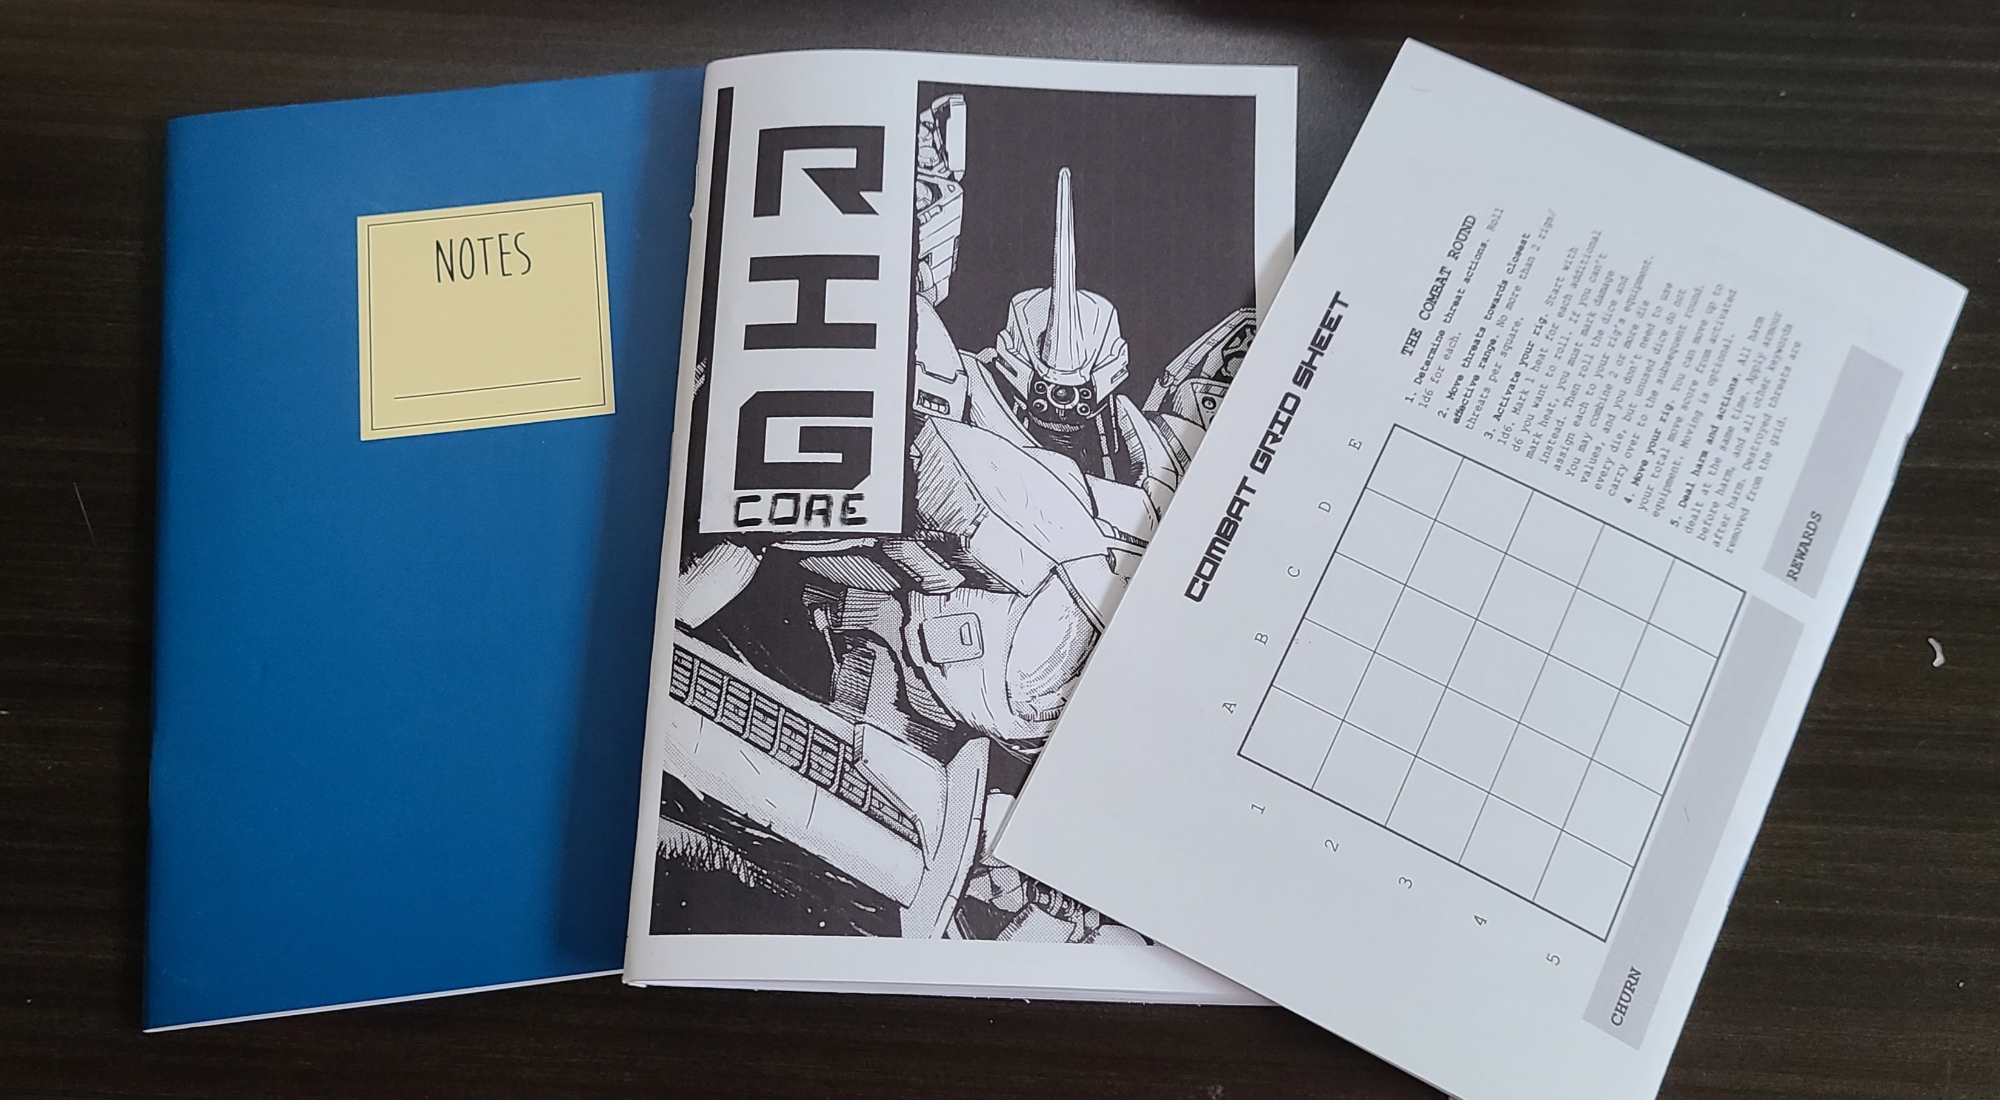 NOTES
RIG
CORE
COMBAT GRID SHEET
THE COMBAT ROUND
1. Determine threat actions. Roll
1d6 for each.
2. Move threats towards closest
effective range. No more than 2 rigs/
threats per square.
3. Activate your rig. Start with
1d6. Mark 1 heat for each additional
d6 you want to roll. If you can't
mark heat, you must mark damage
instead. Then roll the dice and
assign each to your rig's equipment.
You may combine 2 or more die
values, and you don't need to use
every die, but unused dice do not
carry over to the subsequent round.
4. Move your rig. You can move up to
your total move score from activated
equipment. Moving is optional.
5. Deal harm and actions. All harm
dealt at the same time. Apply armour
before harm, and all other keywords
after harm. Destroyed threats are
removed from the grid.
E
D
C
B
A
1
2
3
4
5
REWARDS
CHURN